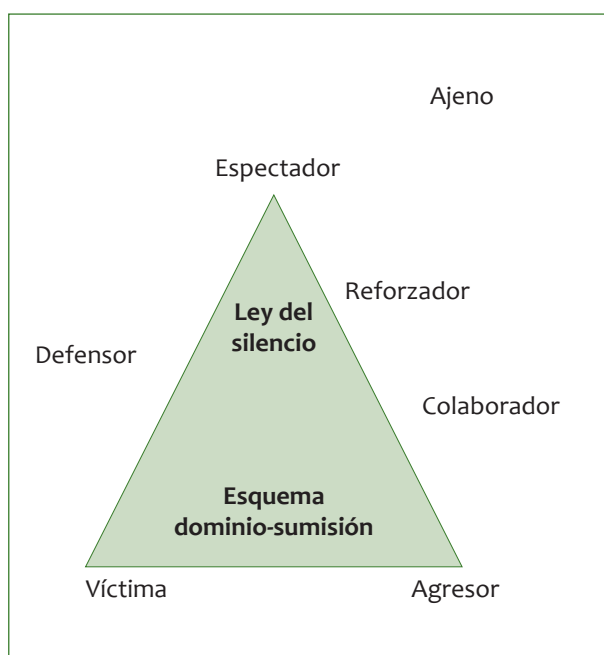 Ajeno
Espectador
Reforzador
Ley del
silencio
Defensor
Colaborador
Esquema
dominio-sumisión
Víctima
Agresor